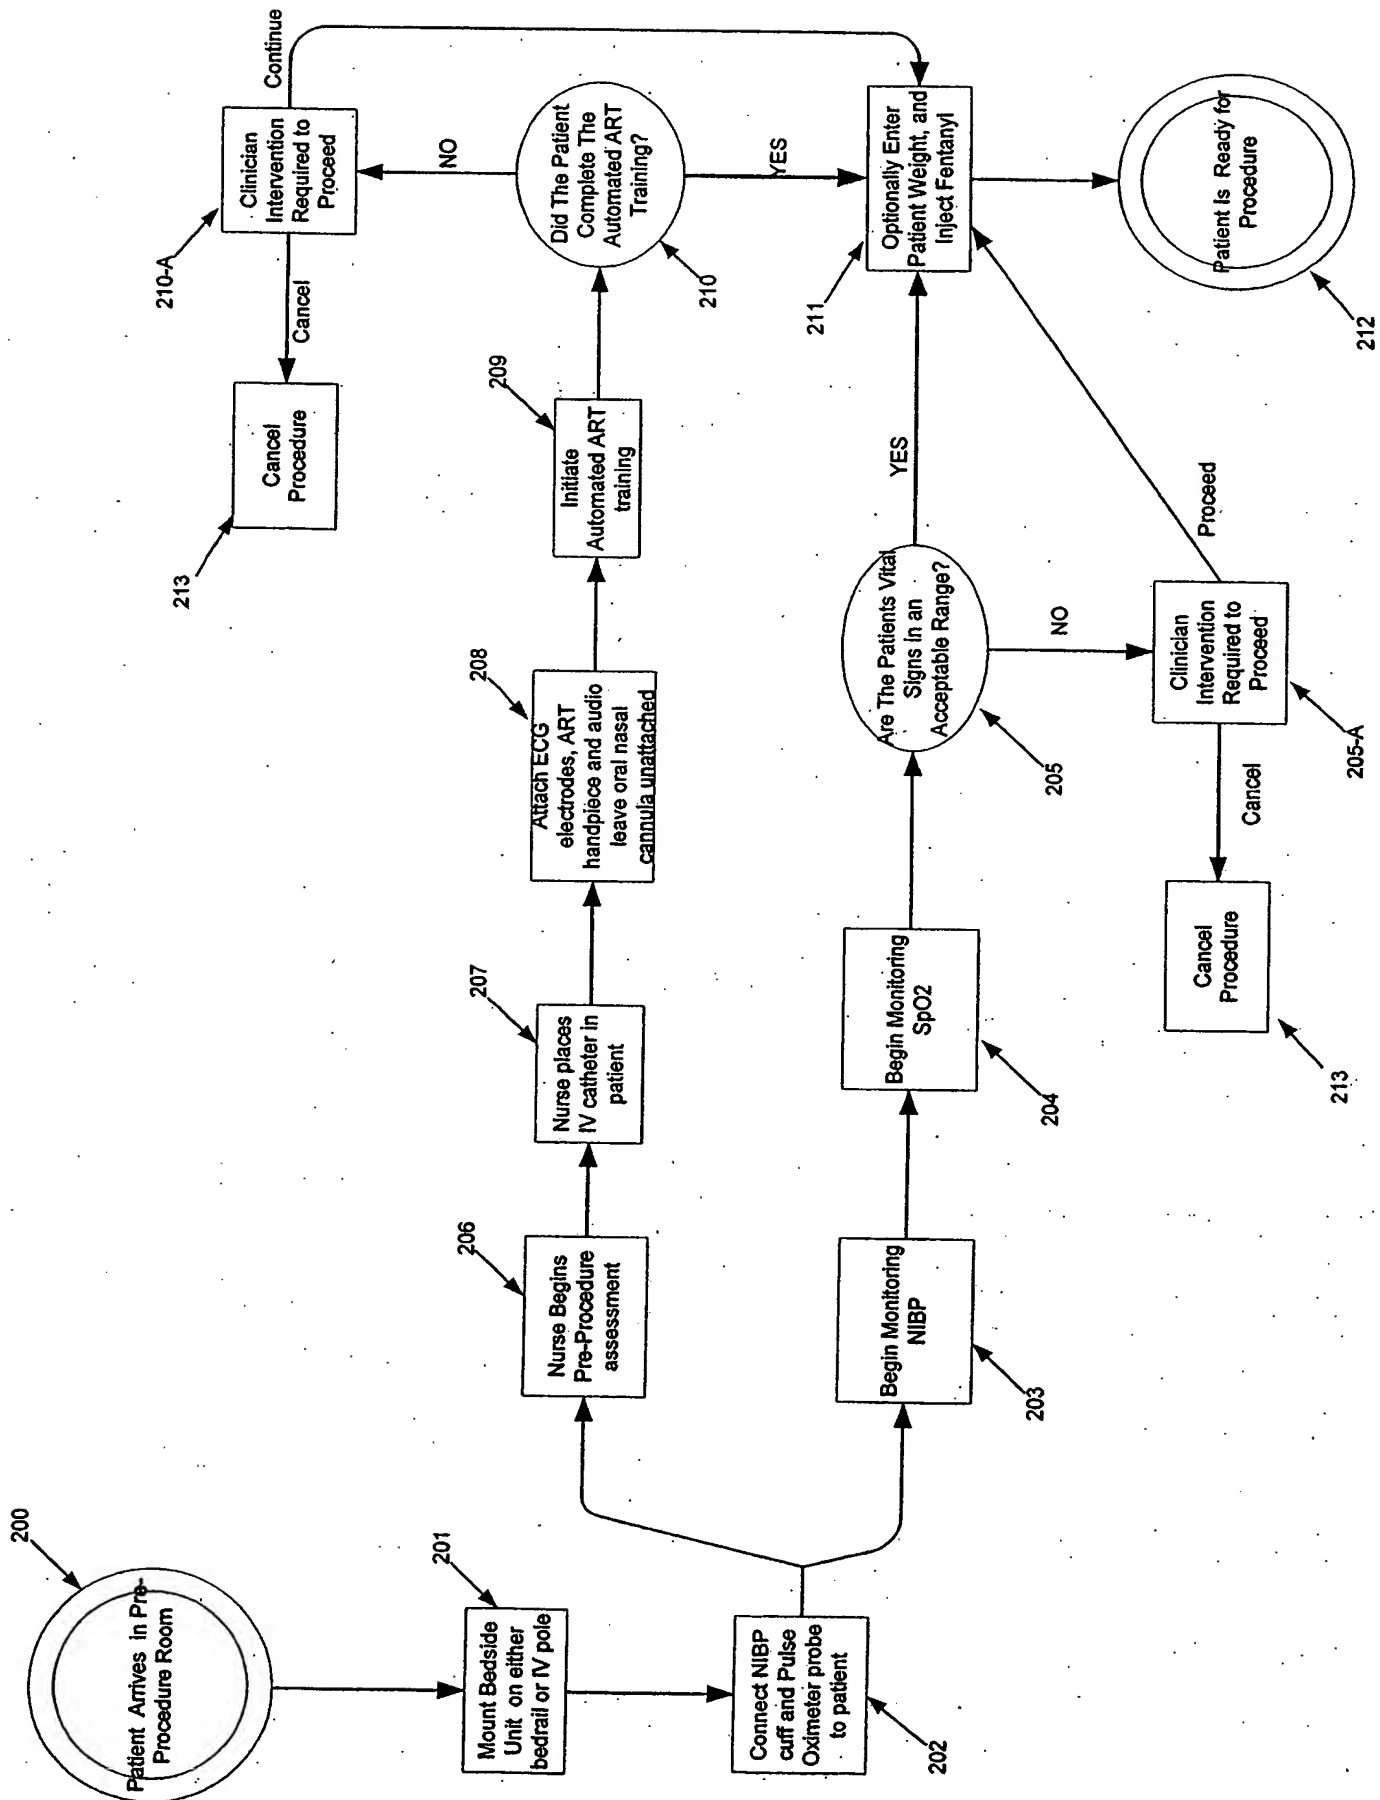 200
Patient Arrives in Pre-
Procedure Room
201
Mount Bedside
Unit on either
bedrail or IV pole
Connect NIBP
cuff and Pulse
Oximeter probe
to patient
202
206
Nurse Begins
Pre-Procedure
assessment
207
Nurse places
IV catheter in
patient
208
Attach ECG
electrodes, ART
handpiece and audio
leave oral nasal
cannula unattached
209
Initiate
Automated ART
training
Did The Patient
Complete The
Automated ART
Training?
210
NO
YES
210-A
Clinician
Intervention
Required to
Proceed
Continue
Cancel
Cancel
Procedure
213
Begin Monitoring
NIBP
203
Begin Monitoring
SpO2
204
Are The Patients Vital
Signs in an
Acceptable Range?
205
YES
NO
Clinician
Intervention
Required to
Proceed
205-A
Proceed
Cancel
Cancel
Procedure
213
211
Optionally Enter
Patient Weight, and
Inject Fentanyl
Patient Is Ready for
Procedure
212